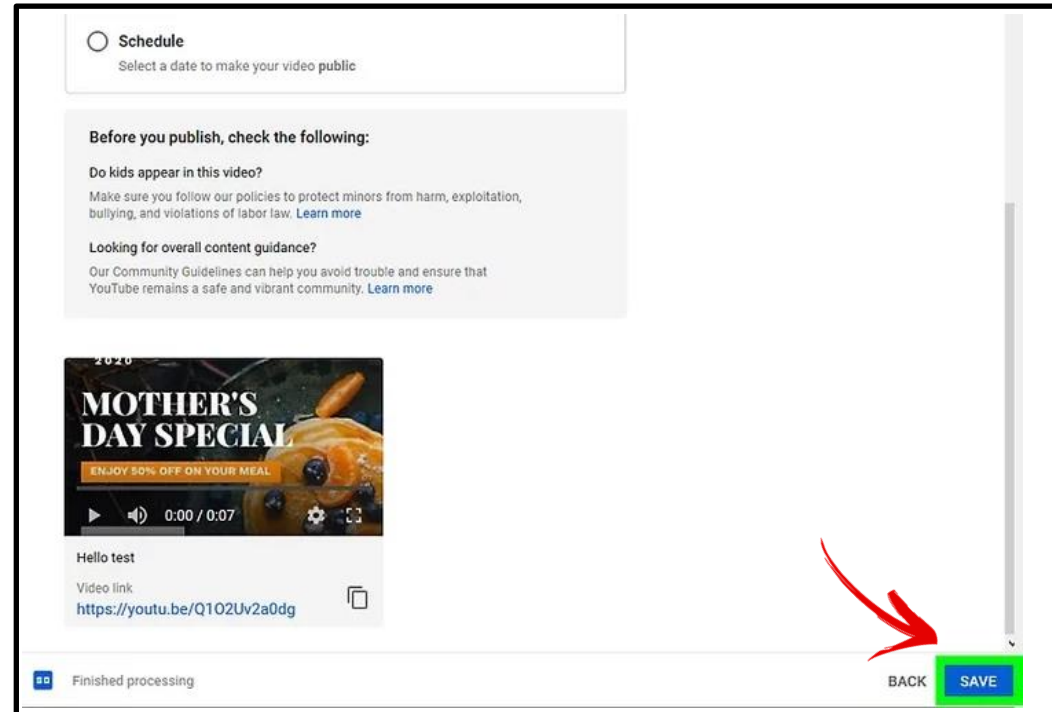 Schedule
Select a date to make your video public
Before you publish, check the following:
Do kids appear in this video?
Make sure you follow our policies to protect minors from harm, exploitation,
bullying, and violations of labor law. Learn more
Looking for overall content guidance?
Our Community Guidelines can help you avoid trouble and ensure that
YouTube remains a safe and vibrant community. Learn more
2020
MOTHER'S
DAY SPECIAL
ENJOY 50% OFF ON YOUR MEAL
0:00 / 0:07
Hello test
Video link
https://youtu.be/Q1O2Uv2a0dg
Finished processing
BACK
SAVE